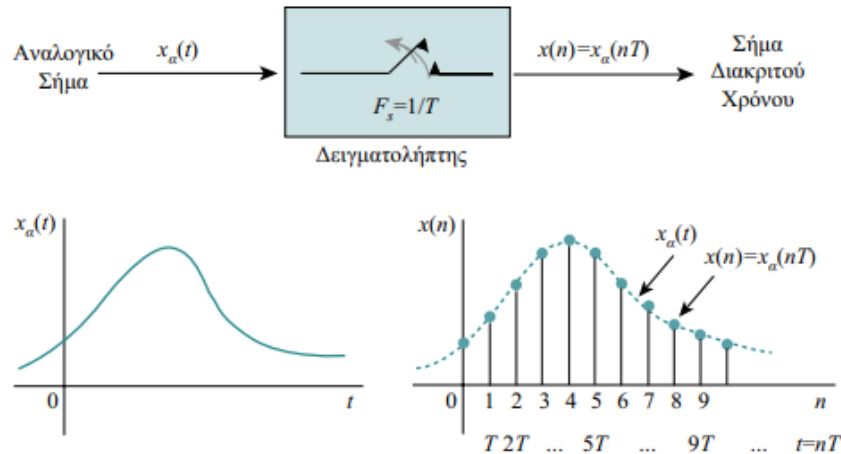 Αναλογικό
Σήμα
xα(t)
Fs=1/T
Δειγματολήπτης
x(n)=xα(nT)
Σήμα
Διακριτού
Χρόνου
xα(t)
0
t
x(n)
xα(t)
x(n)=xα(nT)
0 1 2 3 4 5 6 7 8 9 n
T 2T ... 5T ... 9T ... t=nT